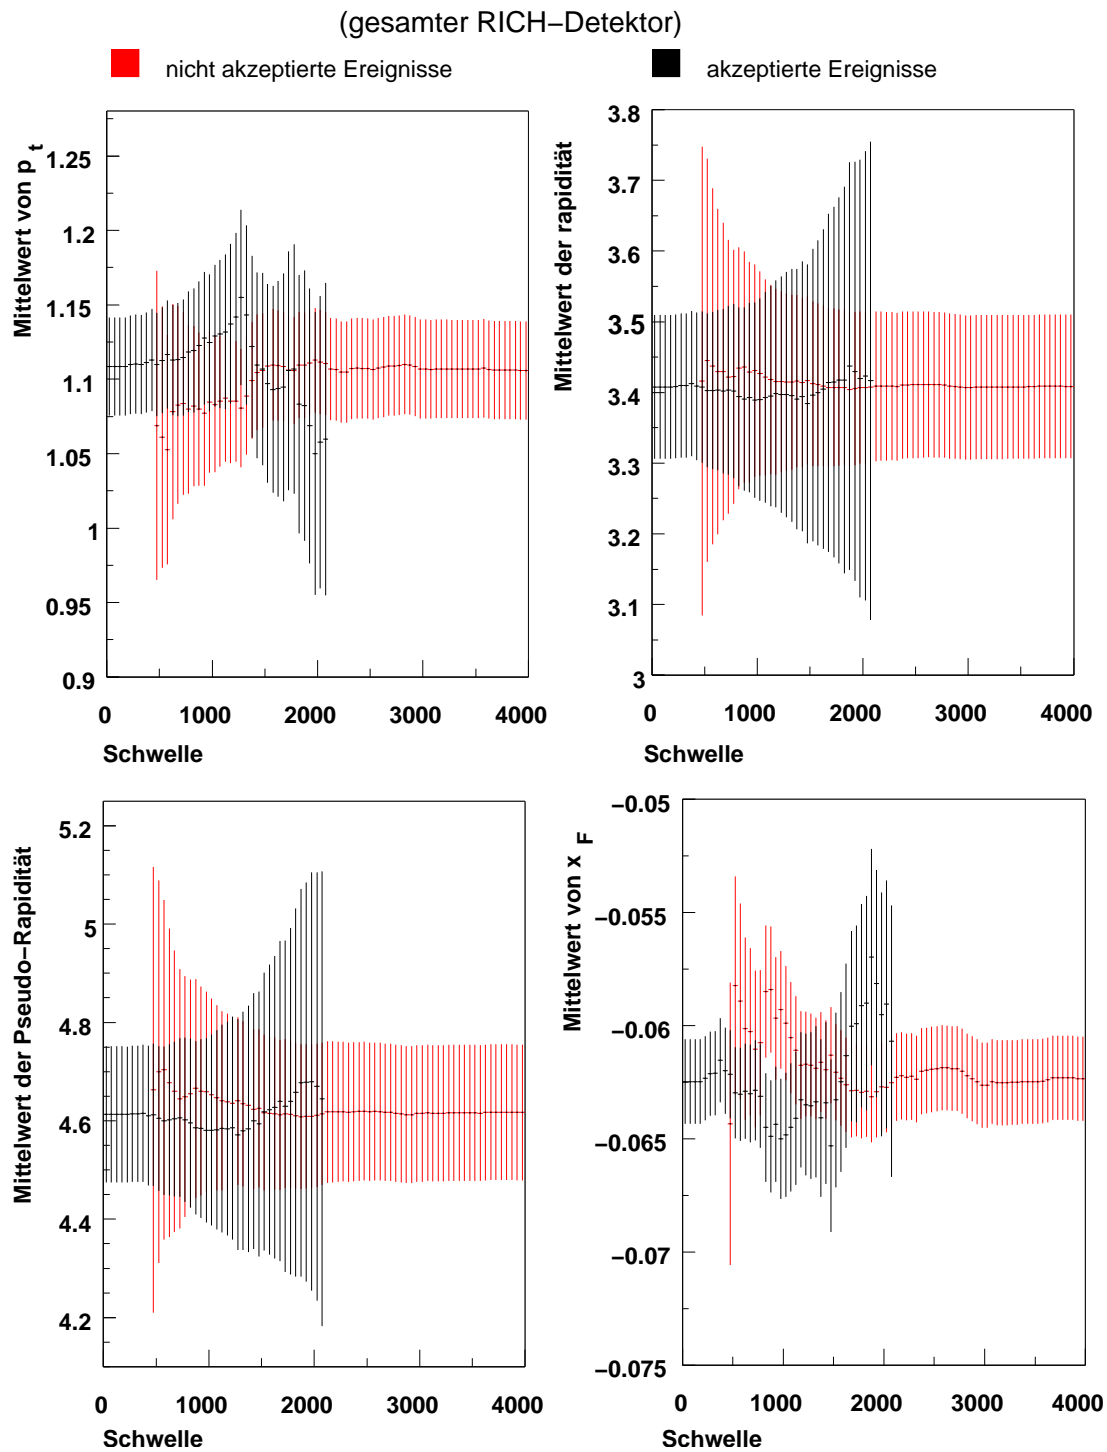 (gesamter RICH–Detektor)
nicht akzeptierte Ereignisse
akzeptierte Ereignisse
Mittelwert von p t
1.25
1.2
1.15
1.1
1.05
1
0.95
0.9
0 1000 2000 3000 4000
Schwelle
Mittelwert der rapidität
3.8
3.7
3.6
3.5
3.4
3.3
3.2
3.1
3
0 1000 2000 3000 4000
Schwelle
Mittelwert der Pseudo–Rapidität
5.2
5
4.8
4.6
4.4
4.2
0 1000 2000 3000 4000
Schwelle
Mittelwert von x F
−0.05
−0.055
−0.06
−0.065
−0.07
−0.075
0 1000 2000 3000 4000
Schwelle